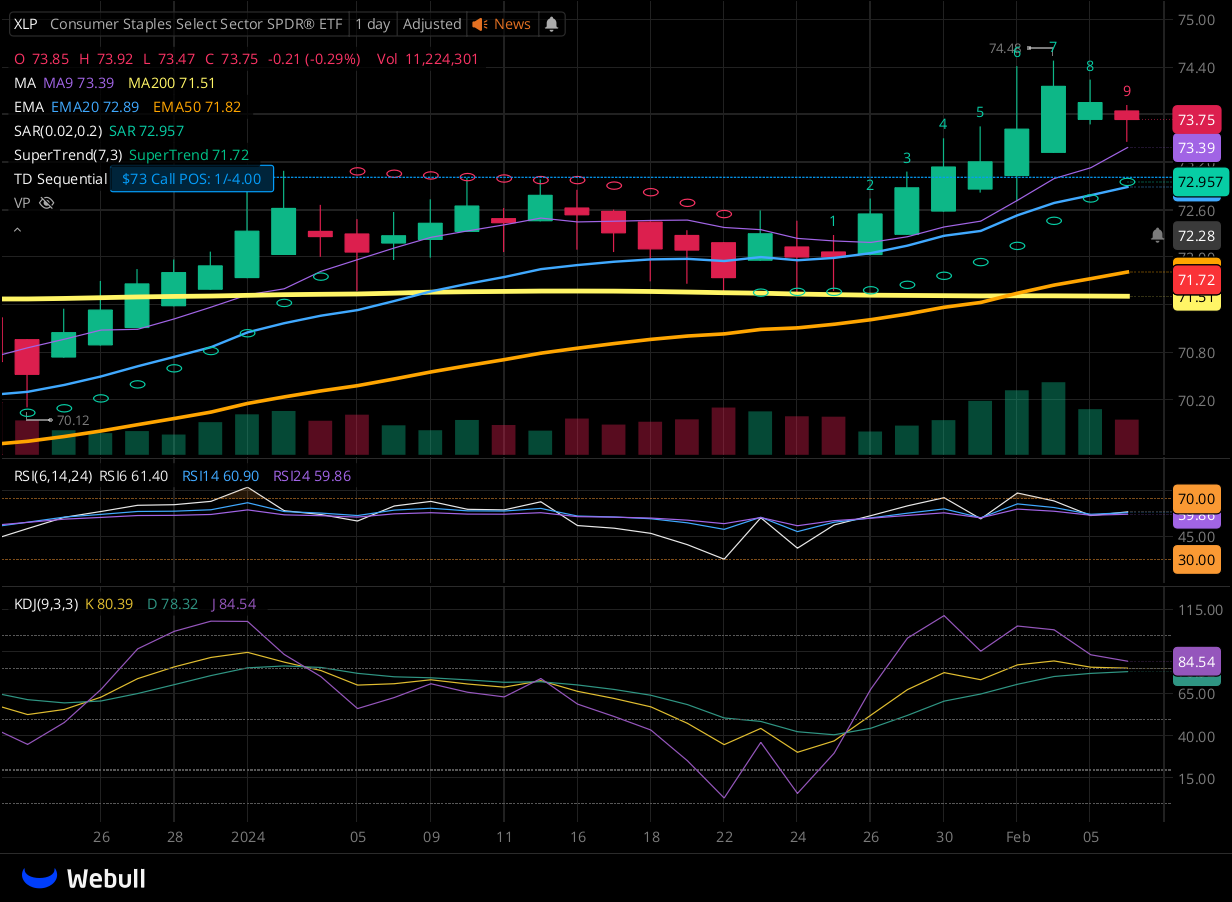 XLP Consumer Staples Select Sector SPDR® ETF 1 day Adjusted News
O 73.85 H 73.92 L 73.47 C 73.75 -0.21 (-0.29%) Vol 11,224,301
MA MA9 73.39 MA200 71.51
EMA EMA20 72.89 EMA50 71.82
SAR(0.02,0.2) SAR 72.957
SuperTrend(7,3) SuperTrend 71.72
TD Sequential $73 Call POS: 1/-4.00
VP
74.48
1 2 3 4 5 6 7 8 9
70.12
75.00
74.40
73.75
73.39
72.957
72.60
72.28
71.72
71.51
70.80
70.20
RSI(6,14,24) RSI6 61.40 RSI14 60.90 RSI24 59.86
70.00
59.86
45.00
30.00
KDJ(9,3,3) K 80.39 D 78.32 J 84.54
115.00
84.54
65.00
40.00
15.00
26 28 2024 05 09 11 16 18 22 24 26 30 Feb 05
Webull